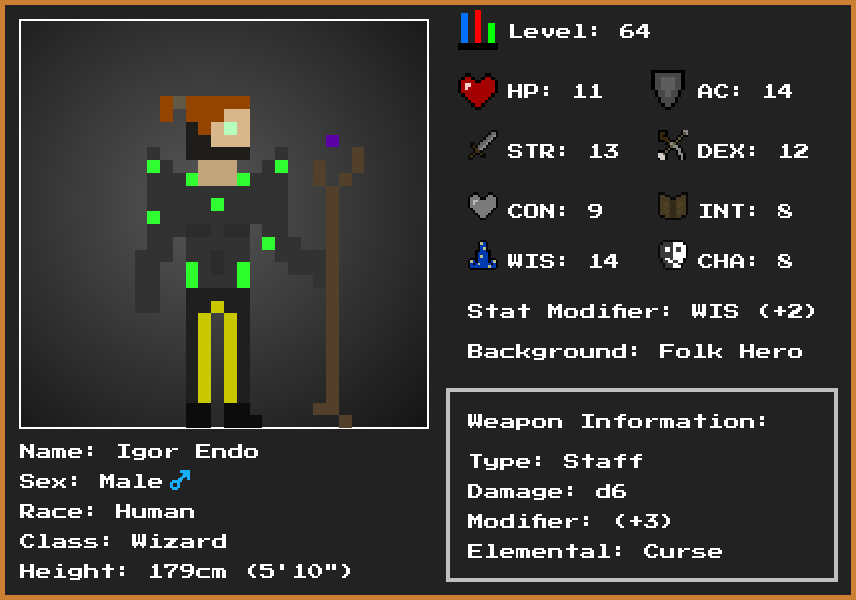 Level: 64
HP: 11 AC: 14
STR: 13 DEX: 12
CON: 9 INT: 8
WIS: 14 CHA: 8
Stat Modifier: WIS (+2)
Background: Folk Hero
Weapon Information:
Type: Staff
Damage: d6
Modifier: (+3)
Elemental: Curse
Name: Igor Endo
Sex: Male♂
Race: Human
Class: Wizard
Height: 179cm (5'10")